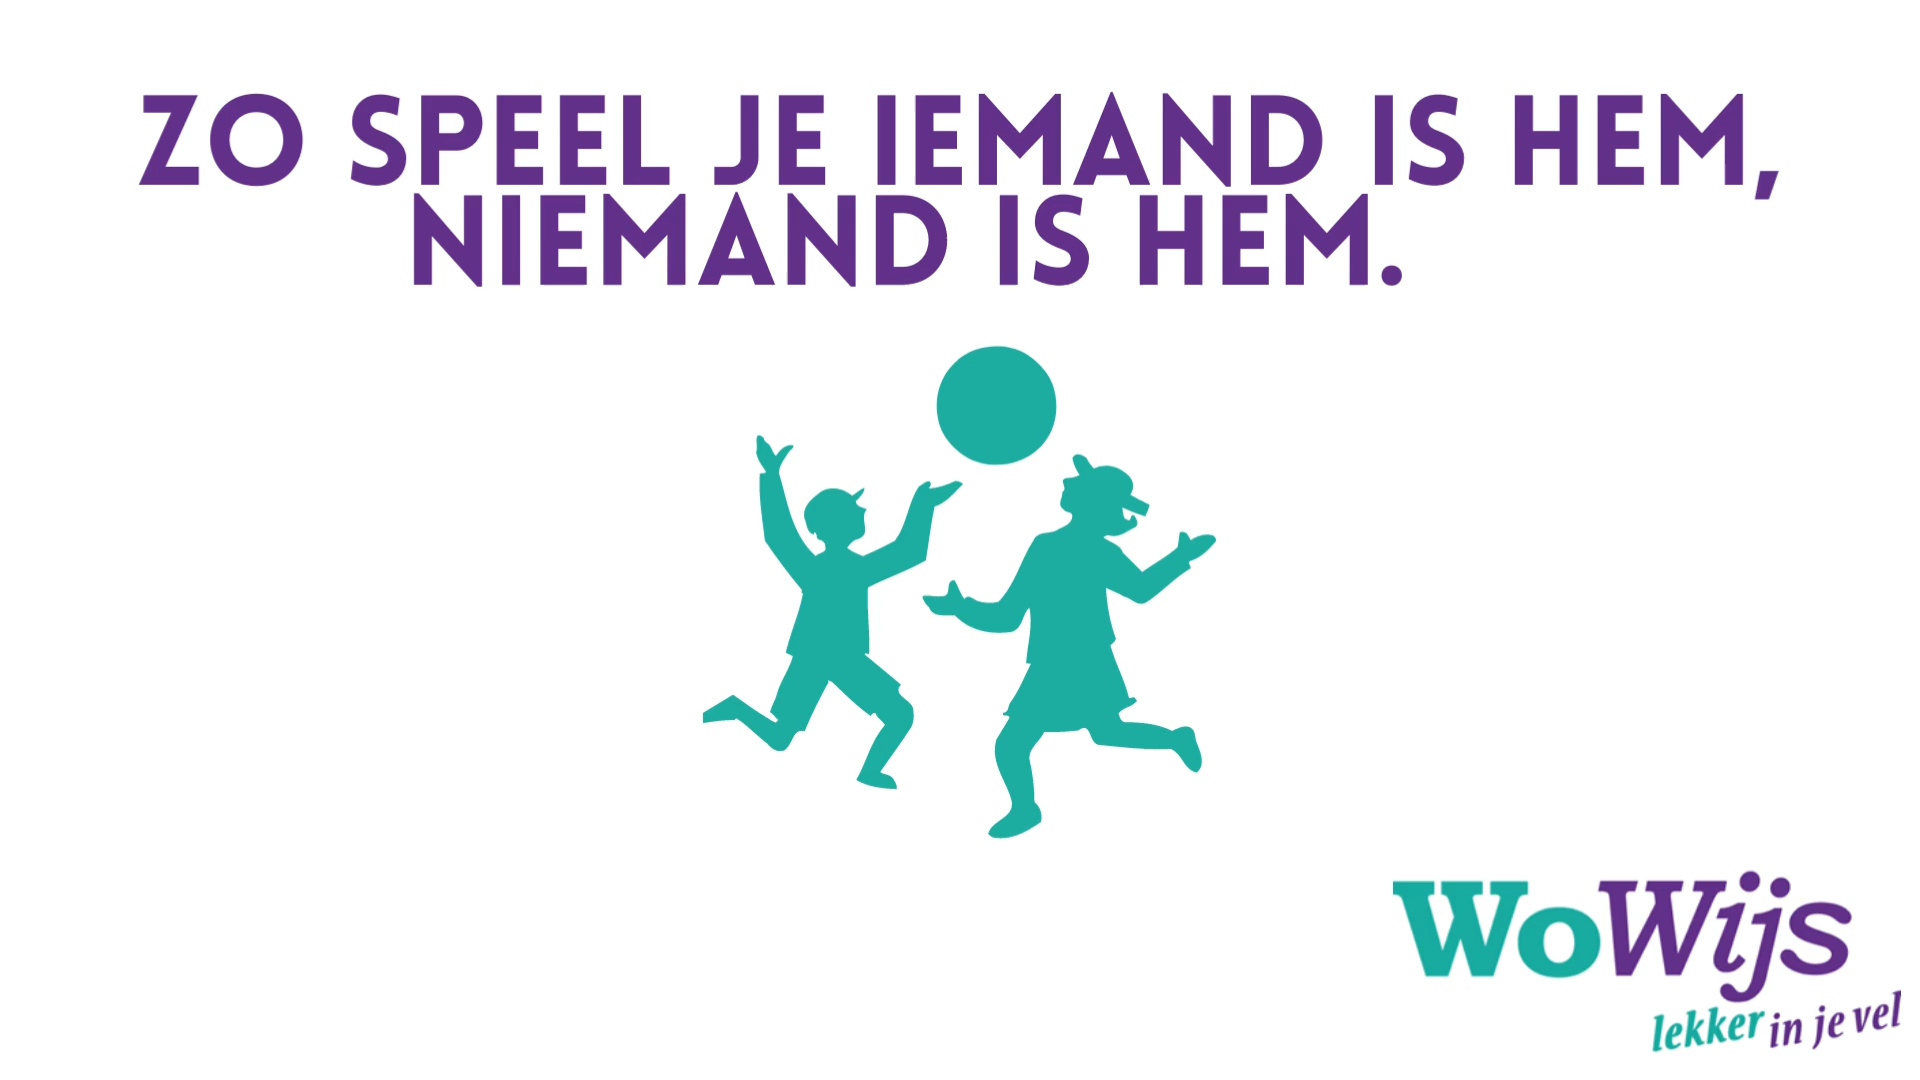 ZO SPEEL JE IEMAND IS HEM,
NIEMAND IS HEM.
WoWijs
lekker in je vel